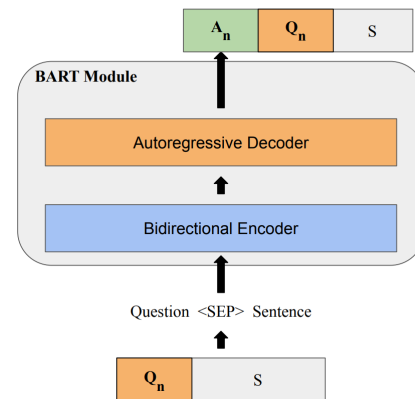 An Qn S
BART Module
Autoregressive Decoder
Bidirectional Encoder
Question <SEP> Sentence
Qn S